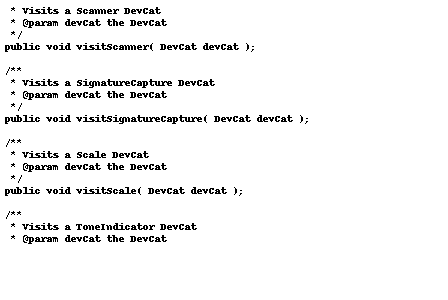 * Visits a Scanner DevCat
 * @param devCat the DevCat
 */
public void visitScanner( DevCat devCat );
/**
 * Visits a SignatureCapture DevCat
 * @param devCat the DevCat
 */
public void visitSignatureCapture( DevCat devCat );
/**
 * Visits a Scale DevCat
 * @param devCat the DevCat
 */
public void visitScale( DevCat devCat );
/**
 * Visits a ToneIndicator DevCat
 * @param devCat the DevCat